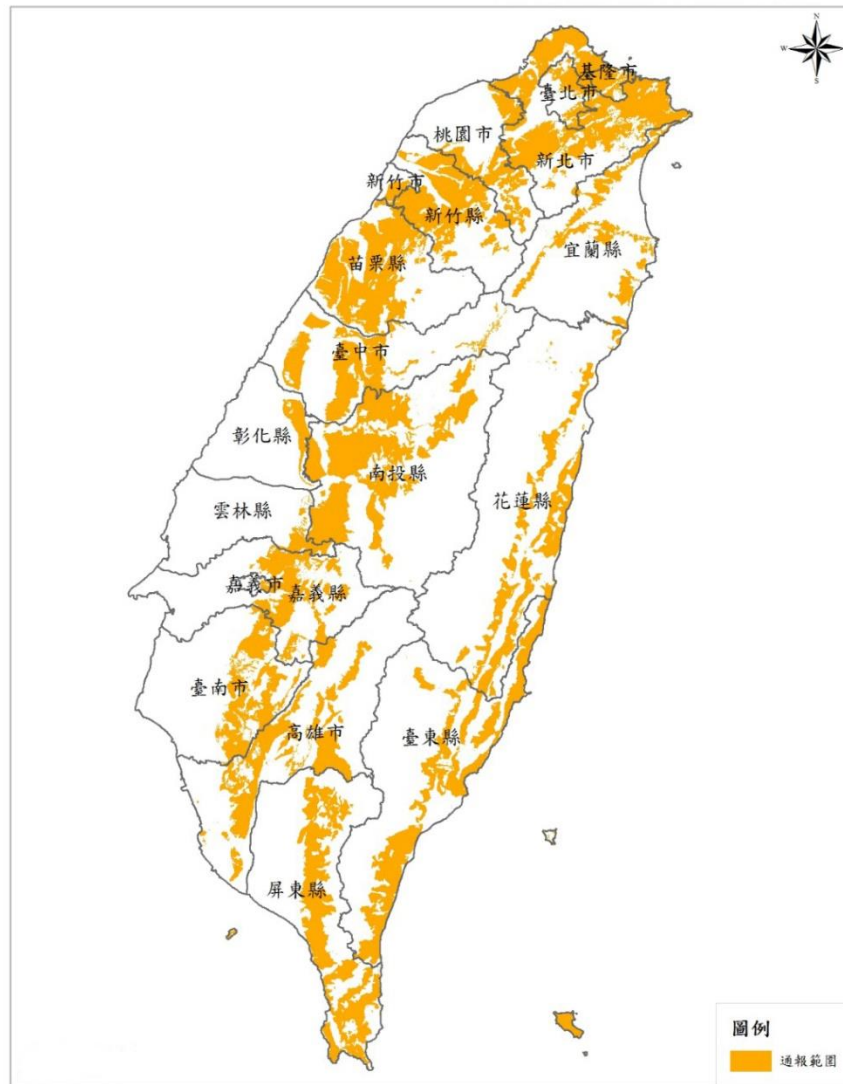 N
W
S
基隆市
臺北市
桃園市
新北市
新竹市
新竹縣
宜蘭縣
苗栗縣
臺中市
彰化縣
南投縣
花蓮縣
雲林縣
嘉義市
嘉義縣
臺南市
高雄市
臺東縣
屏東縣
圖例
通報範圍